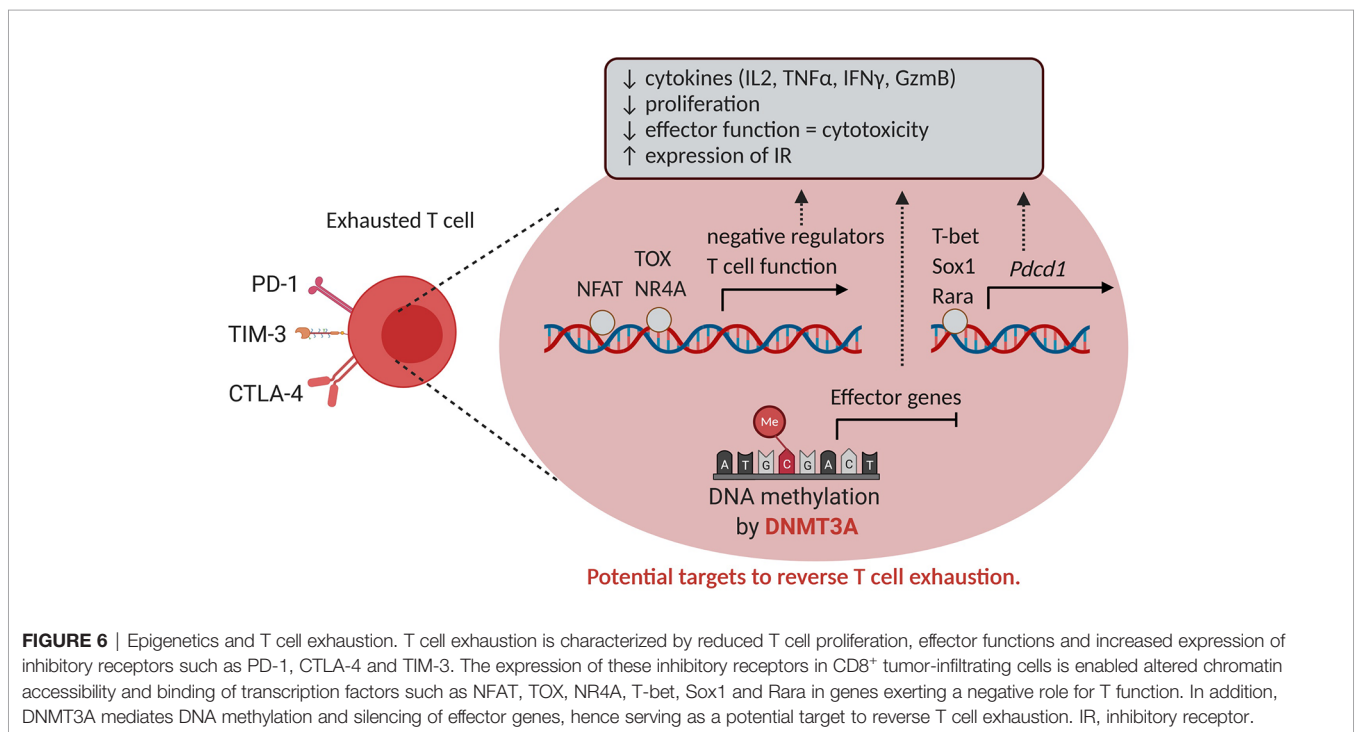 ↓ cytokines (IL2, TNFα, IFNγ, GzmB)
↓ proliferation
↓ effector function = cytotoxicity
↑ expression of IR
Exhausted T cell
PD-1
TIM-3
CTLA-4
negative regulators
T cell function
TOX
NFAT NR4A
T-bet
Sox1
Rara
Pdcd1
Effector genes
Me
A T G C G A C T
DNA methylation
by DNMT3A
Potential targets to reverse T cell exhaustion.
FIGURE 6 | Epigenetics and T cell exhaustion. T cell exhaustion is characterized by reduced T cell proliferation, effector functions and increased expression of
inhibitory receptors such as PD-1, CTLA-4 and TIM-3. The expression of these inhibitory receptors in CD8⁺ tumor-infiltrating cells is enabled altered chromatin
accessibility and binding of transcription factors such as NFAT, TOX, NR4A, T-bet, Sox1 and Rara in genes exerting a negative role for T function. In addition,
DNMT3A mediates DNA methylation and silencing of effector genes, hence serving as a potential target to reverse T cell exhaustion. IR, inhibitory receptor.